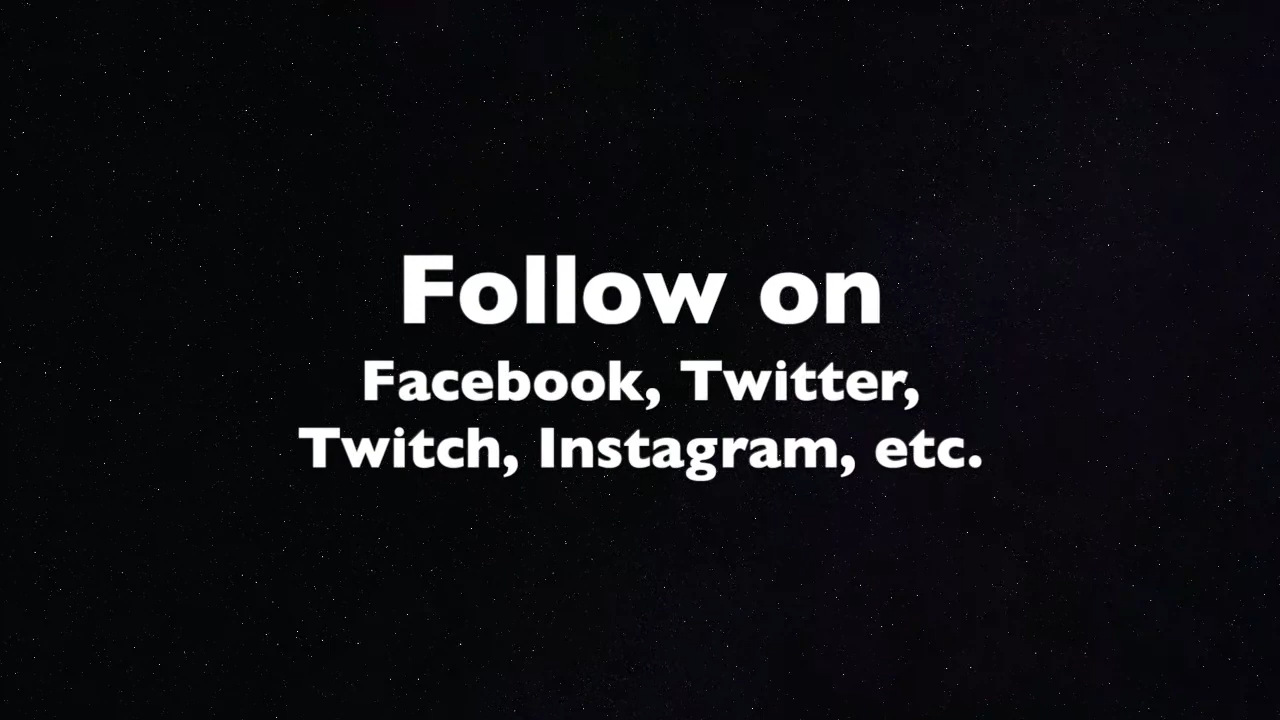 Follow on
Facebook, Twitter,
Twitch, Instagram, etc.